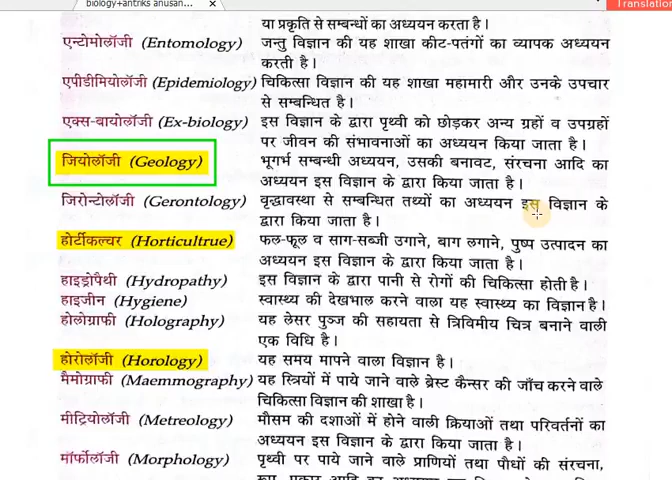 biology+antriks anusan...
Translation
या प्रकृति से सम्बन्धों का अध्ययन करता है।
एन्टोमोलॉजी (Entomology) जन्तु विज्ञान की यह शाखा कीट-पतंगों का व्यापक अध्ययन
करती है।
एपीडीमियोलॉजी (Epidemiology) चिकित्सा विज्ञान की यह शाखा महामारी और उनके उपचार
से सम्बन्धित है।
एक्स-बायोलॉजी (Ex-biology) इस विज्ञान के द्वारा पृथ्वी को छोड़कर अन्य ग्रहों व उपग्रहों
पर जीवन की संभावनाओं का अध्ययन किया जाता है।
जियोलॉजी (Geology) भूगर्भ सम्बन्धी अध्ययन, उसकी बनावट, संरचना आदि का
अध्ययन इस विज्ञान के द्वारा किया जाता है।
जिरोन्टोलॉजी (Gerontology) वृद्धावस्था से सम्बन्धित तथ्यों का अध्ययन इस विज्ञान के
द्वारा किया जाता है।
होर्टीकल्चर (Horticultrue) फल-फूल व साग-सब्जी उगाने, बाग लगाने, पुष्प उत्पादन का
अध्ययन इस विज्ञान के द्वारा किया जाता है।
हाइड्रोपैथी (Hydropathy) इस विज्ञान के द्वारा पानी से रोगों की चिकित्सा होती है।
हाइजीन (Hygiene) स्वास्थ्य की देखभाल करने वाला यह स्वास्थ्य का विज्ञान है।
होलोग्राफी (Holography) यह लेसर पुञ्ज की सहायता से त्रिविमीय चित्र बनाने वाली
एक विधि है।
होरोलॉजी (Horology) यह समय मापने वाला विज्ञान है।
मैमोग्राफी (Maemmography) यह स्त्रियों में पाये जाने वाले ब्रेस्ट कैन्सर की जाँच करने वाले
चिकित्सा विज्ञान की शाखा है।
मीट्रियोलॉजी (Metreology) मौसम की दशाओं में होने वाली क्रियाओं तथा परिवर्तनों का
अध्ययन इस विज्ञान के द्वारा किया जाता है।
मॉर्फोलॉजी (Morphology) पृथ्वी पर पाये जाने वाले प्राणियों तथा पौधों की संरचना,